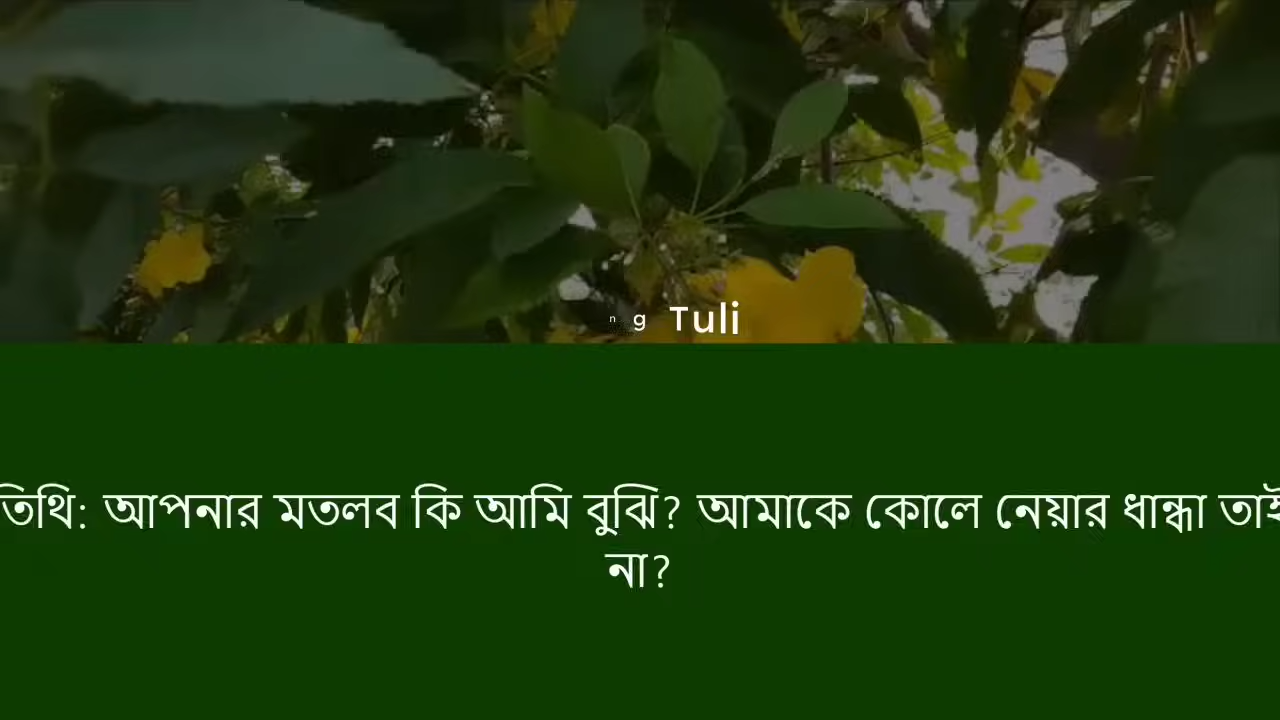 n g Tuli
তিথি: আপনার মতলব কি আমি বুঝি? আমাকে কোলে নেয়ার ধান্ধা তাই
না?